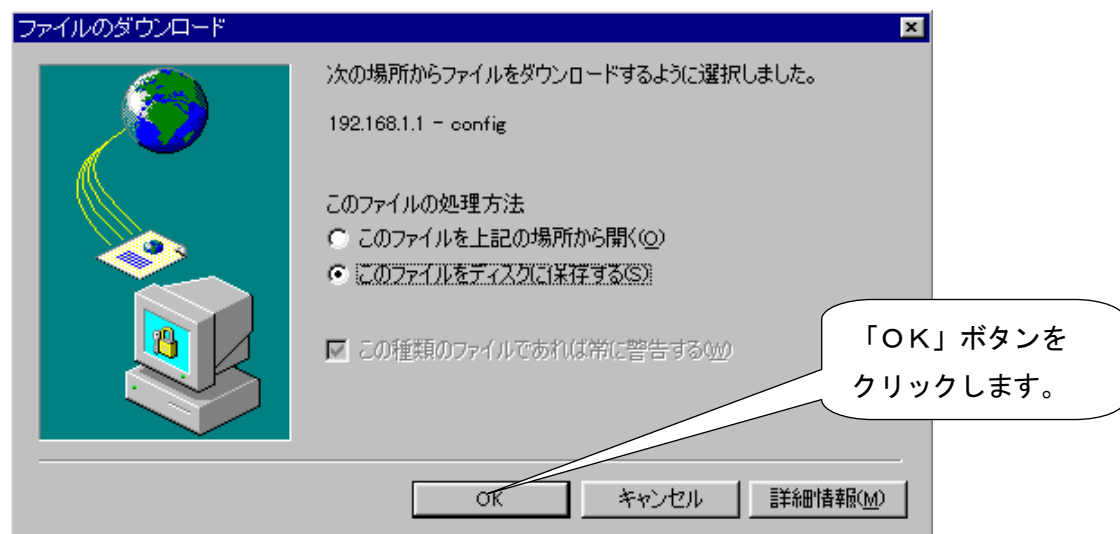 ファイルのダウンロード
次の場所からファイルをダウンロードするように選択しました。
192.168.1.1 - config
このファイルの処理方法
このファイルを上記の場所から開く(O)
このファイルをディスクに保存する(S)
この種類のファイルであれば常に警告する(W)
「ＯＫ」ボタンを
クリックします。
OK
キャンセル
詳細情報(M)